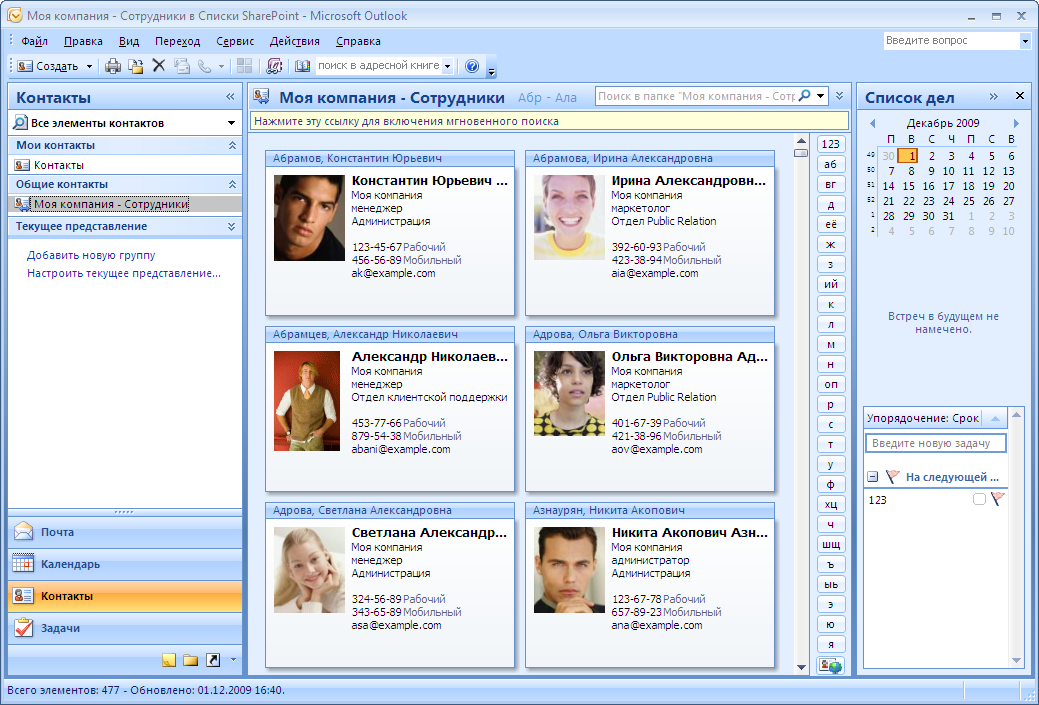 Моя компания - Сотрудники в Списки SharePoint - Microsoft Outlook
Файл Правка Вид Переход Сервис Действия Справка
Введите вопрос
Создать
поиск в адресной книге
Контакты «
Все элементы контактов
Мои контакты
Контакты
Общие контакты
Моя компания - Сотрудники
Текущее представление
Добавить новую группу
Настроить текущее представление...
Почта
Календарь
Контакты
Задачи
Моя компания - Сотрудники Абр - Ала
Поиск в папке "Моя компания - Сотр
Нажмите эту ссылку для включения мгновенного поиска
Абрамов, Константин Юрьевич
Константин Юрьевич ...
Моя компания
менеджер
Администрация
123-45-67 Рабочий
456-56-89 Мобильный
ak@example.com
Абрамова, Ирина Александровна
Ирина Александровн...
Моя компания
маркетолог
Отдел Public Relation
392-60-93 Рабочий
423-38-94 Мобильный
aia@example.com
Абрамцев, Александр Николаевич
Александр Николаев...
Моя компания
менеджер
Отдел клиентской поддержки
453-77-66 Рабочий
879-54-38 Мобильный
abani@example.com
Адрова, Ольга Викторовна
Ольга Викторовна Ад...
Моя компания
маркетолог
Отдел Public Relation
401-67-39 Рабочий
421-38-96 Мобильный
aov@example.com
Адрова, Светлана Александровна
Светлана Александр...
Моя компания
менеджер
Администрация
324-56-89 Рабочий
343-65-89 Мобильный
asa@example.com
Азнаурян, Никита Акопович
Никита Акопович Азн...
Моя компания
администратор
Администрация
123-67-78 Рабочий
657-89-23 Мобильный
ana@example.com
123
аб
вг
д
её
ж
з
ий
к
л
м
н
оп
р
с
т
у
ф
хц
ч
шщ
ъ
ыь
э
ю
я
Список дел »
Декабрь 2009
П В С Ч П С В
49 30 1 2 3 4 5 6
50 7 8 9 10 11 12 13
51 14 15 16 17 18 19 20
52 21 22 23 24 25 26 27
1 28 29 30 31 1 2 3
2 4 5 6 7 8 9 10
Встреч в будущем не
намечено.
Упорядочение: Срок
Введите новую задачу
На следующей ...
123
Всего элементов: 477 - Обновлено: 01.12.2009 16:40.